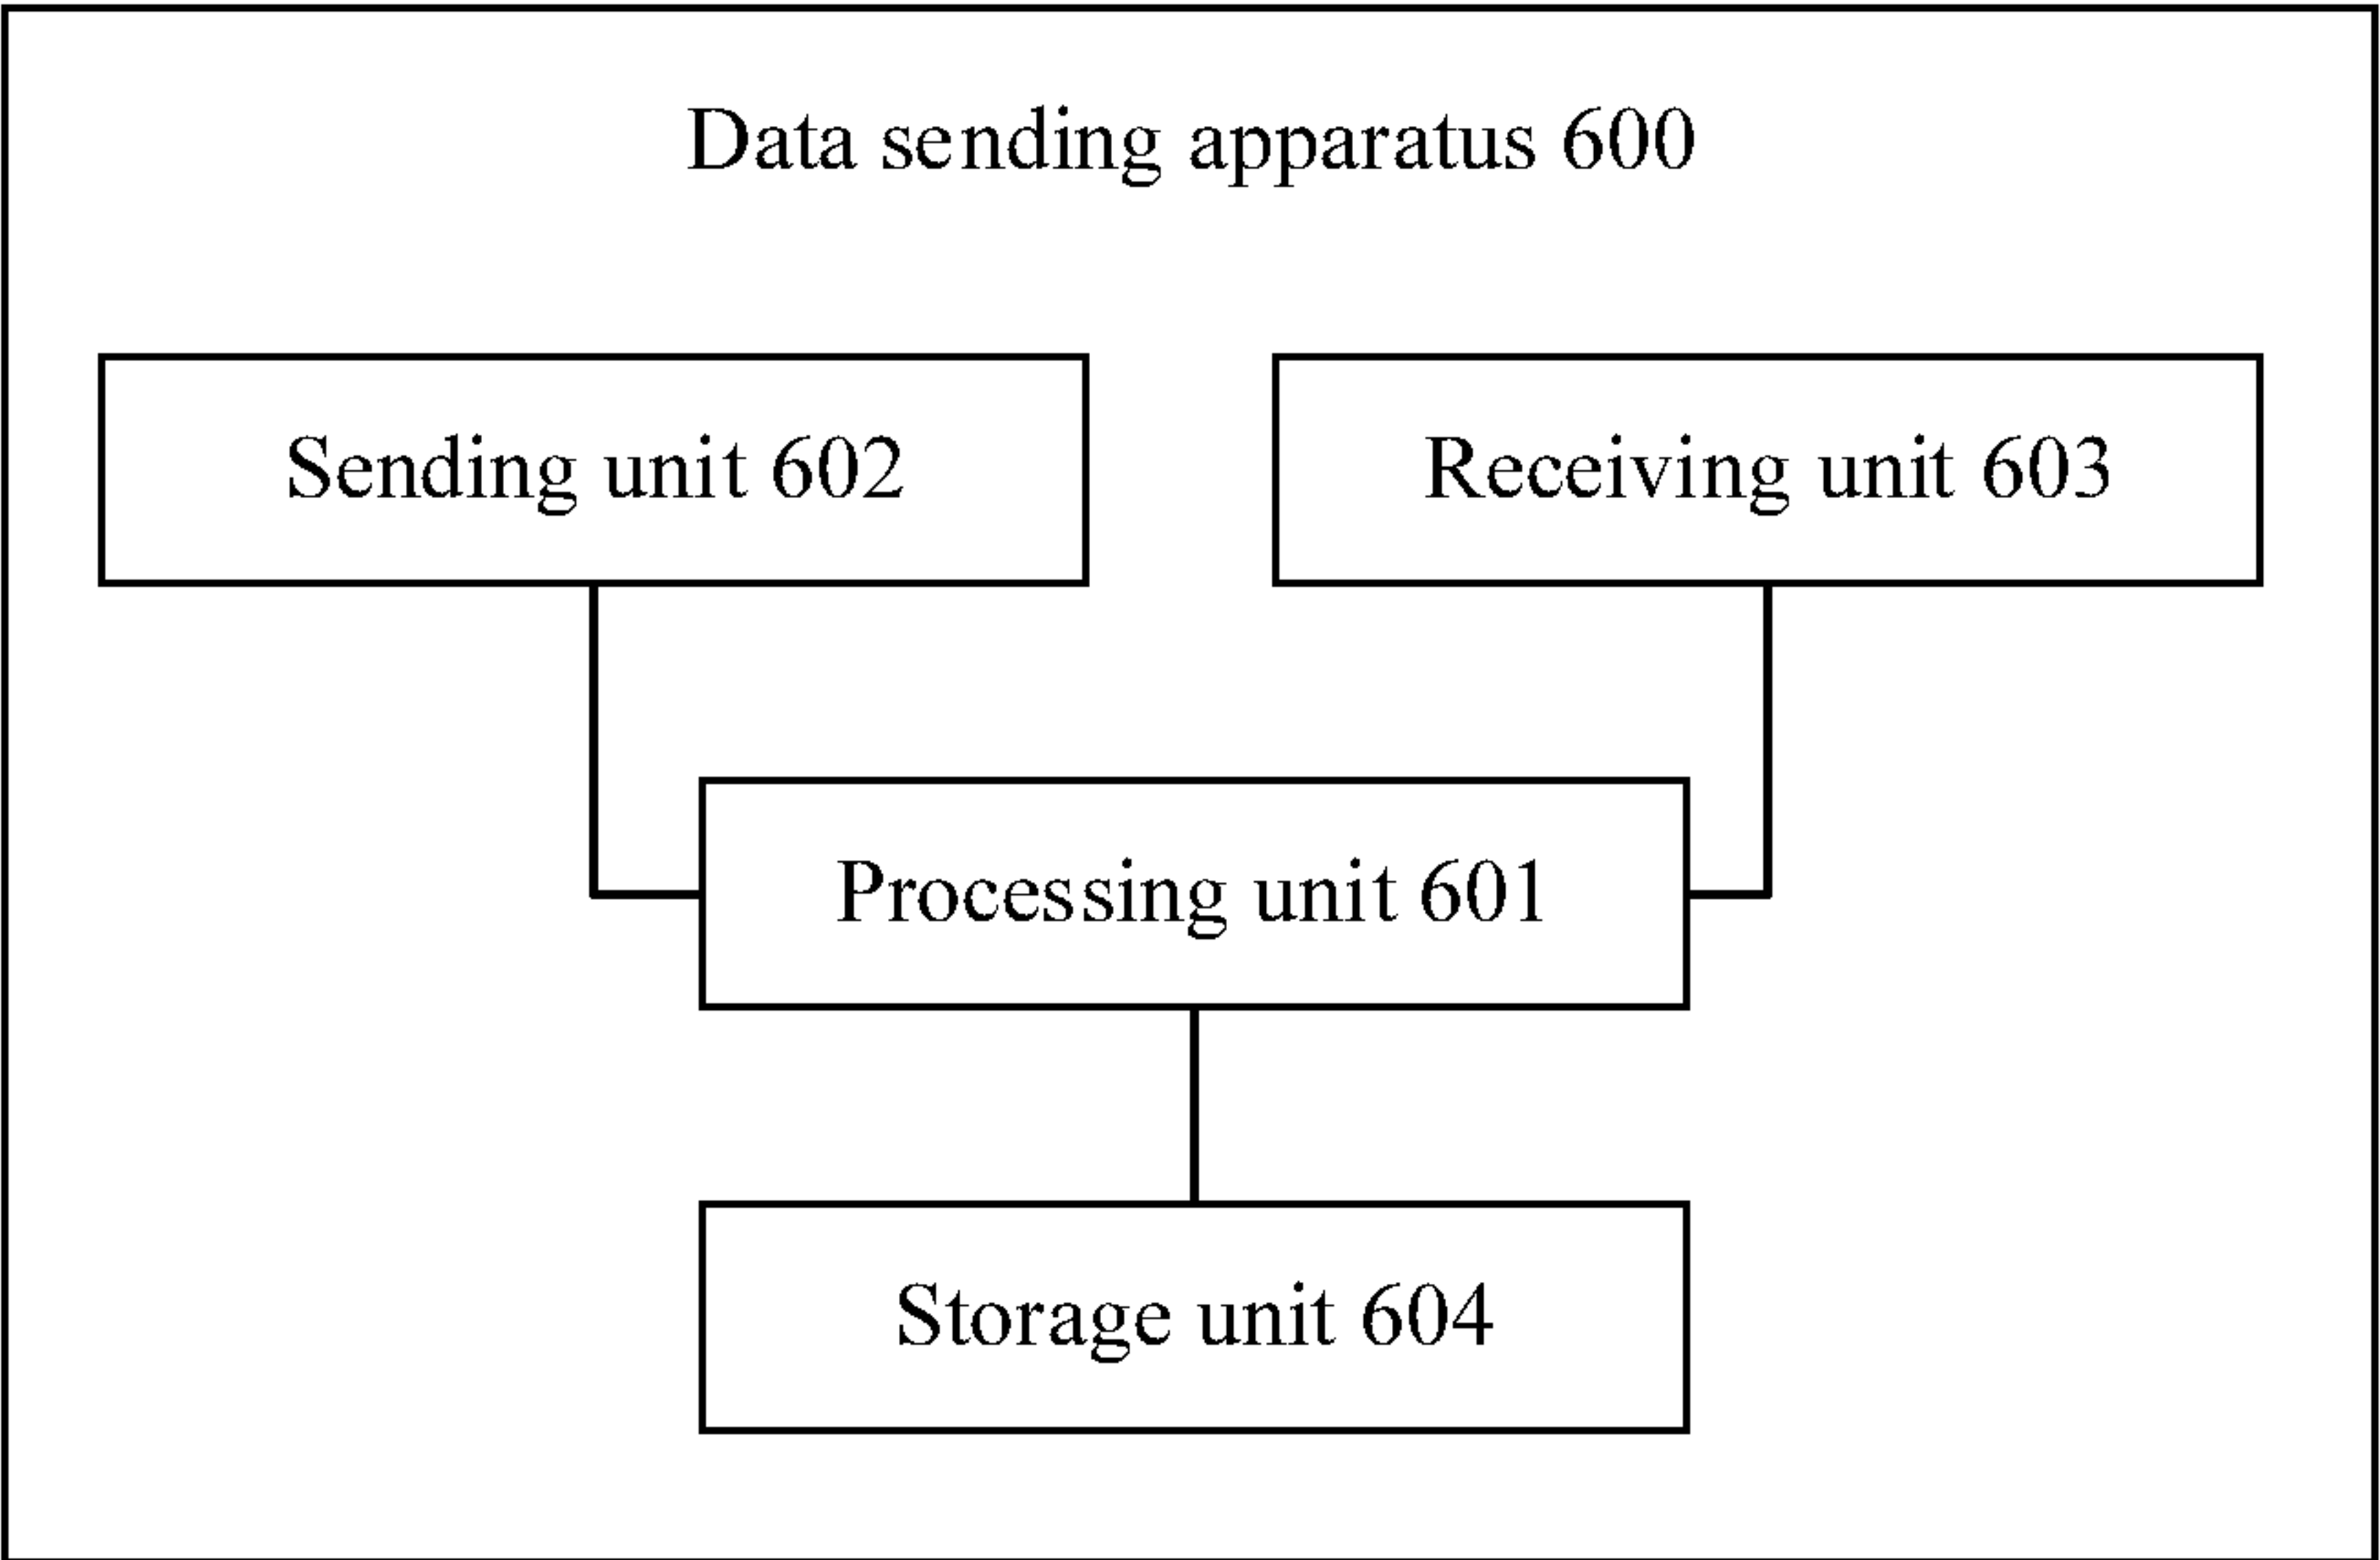 Data sending apparatus 600
Sending unit 602
Receiving unit 603
Processing unit 601
Storage unit 604